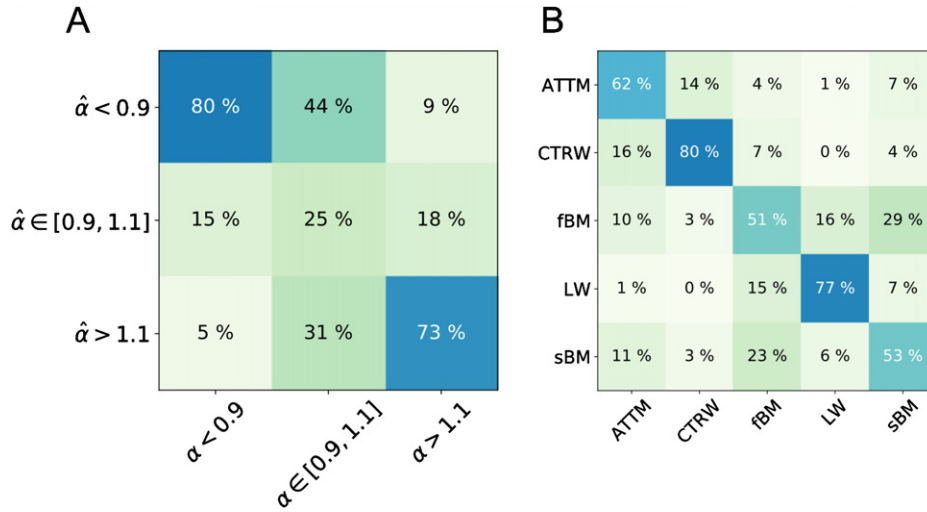 A
α̂ < 0.9 80 % 44 % 9 %
α̂ ∈ [0.9, 1.1] 15 % 25 % 18 %
α̂ > 1.1 5 % 31 % 73 %
α < 0.9 α ∈ [0.9, 1.1] α > 1.1
B
ATTM 62 % 14 % 4 % 1 % 7 %
CTRW 16 % 80 % 7 % 0 % 4 %
fBM 10 % 3 % 51 % 16 % 29 %
LW 1 % 0 % 15 % 77 % 7 %
sBM 11 % 3 % 23 % 6 % 53 %
ATTM CTRW fBM LW sBM